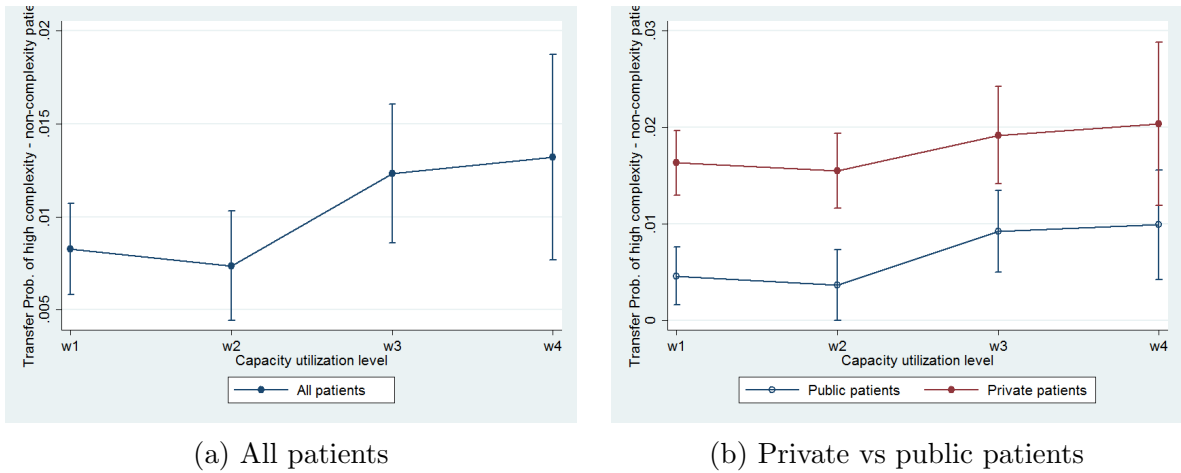 Transfer Prob. of high complexity - non-complexity patie
.02
.015
.01
.005
w1 w2 w3 w4
Capacity utilization level
All patients
(a) All patients
Transfer Prob. of high complexity - non-complexity patie
.03
.02
.01
0
w1 w2 w3 w4
Capacity utilization level
Public patients Private patients
(b) Private vs public patients